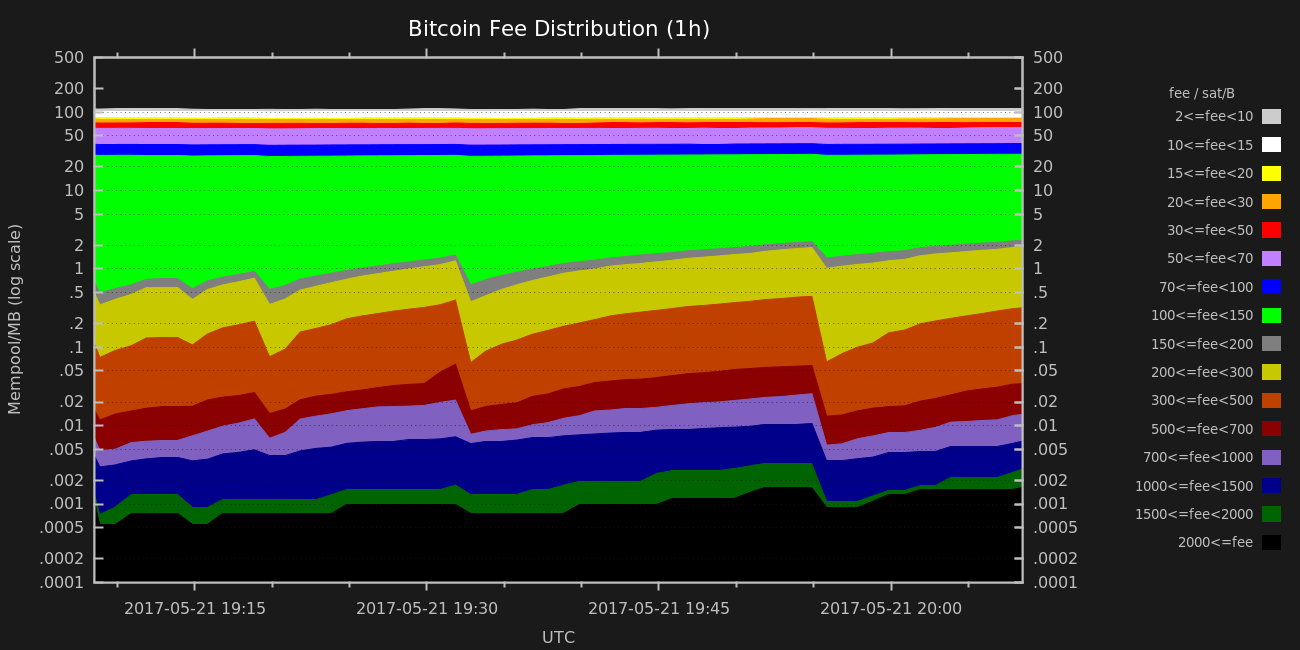 Bitcoin Fee Distribution (1h)
500
200
100
50
20
10
5
2
1
.5
.2
.1
.05
.02
.01
.005
.002
.001
.0005
.0002
.0001
Mempool/MB (log scale)
500
200
100
50
20
10
5
2
1
.5
.2
.1
.05
.02
.01
.005
.002
.001
.0005
.0002
.0001
2017-05-21 19:15
2017-05-21 19:30
2017-05-21 19:45
2017-05-21 20:00
UTC
fee / sat/B
2<=fee<10
10<=fee<15
15<=fee<20
20<=fee<30
30<=fee<50
50<=fee<70
70<=fee<100
100<=fee<150
150<=fee<200
200<=fee<300
300<=fee<500
500<=fee<700
700<=fee<1000
1000<=fee<1500
1500<=fee<2000
2000<=fee